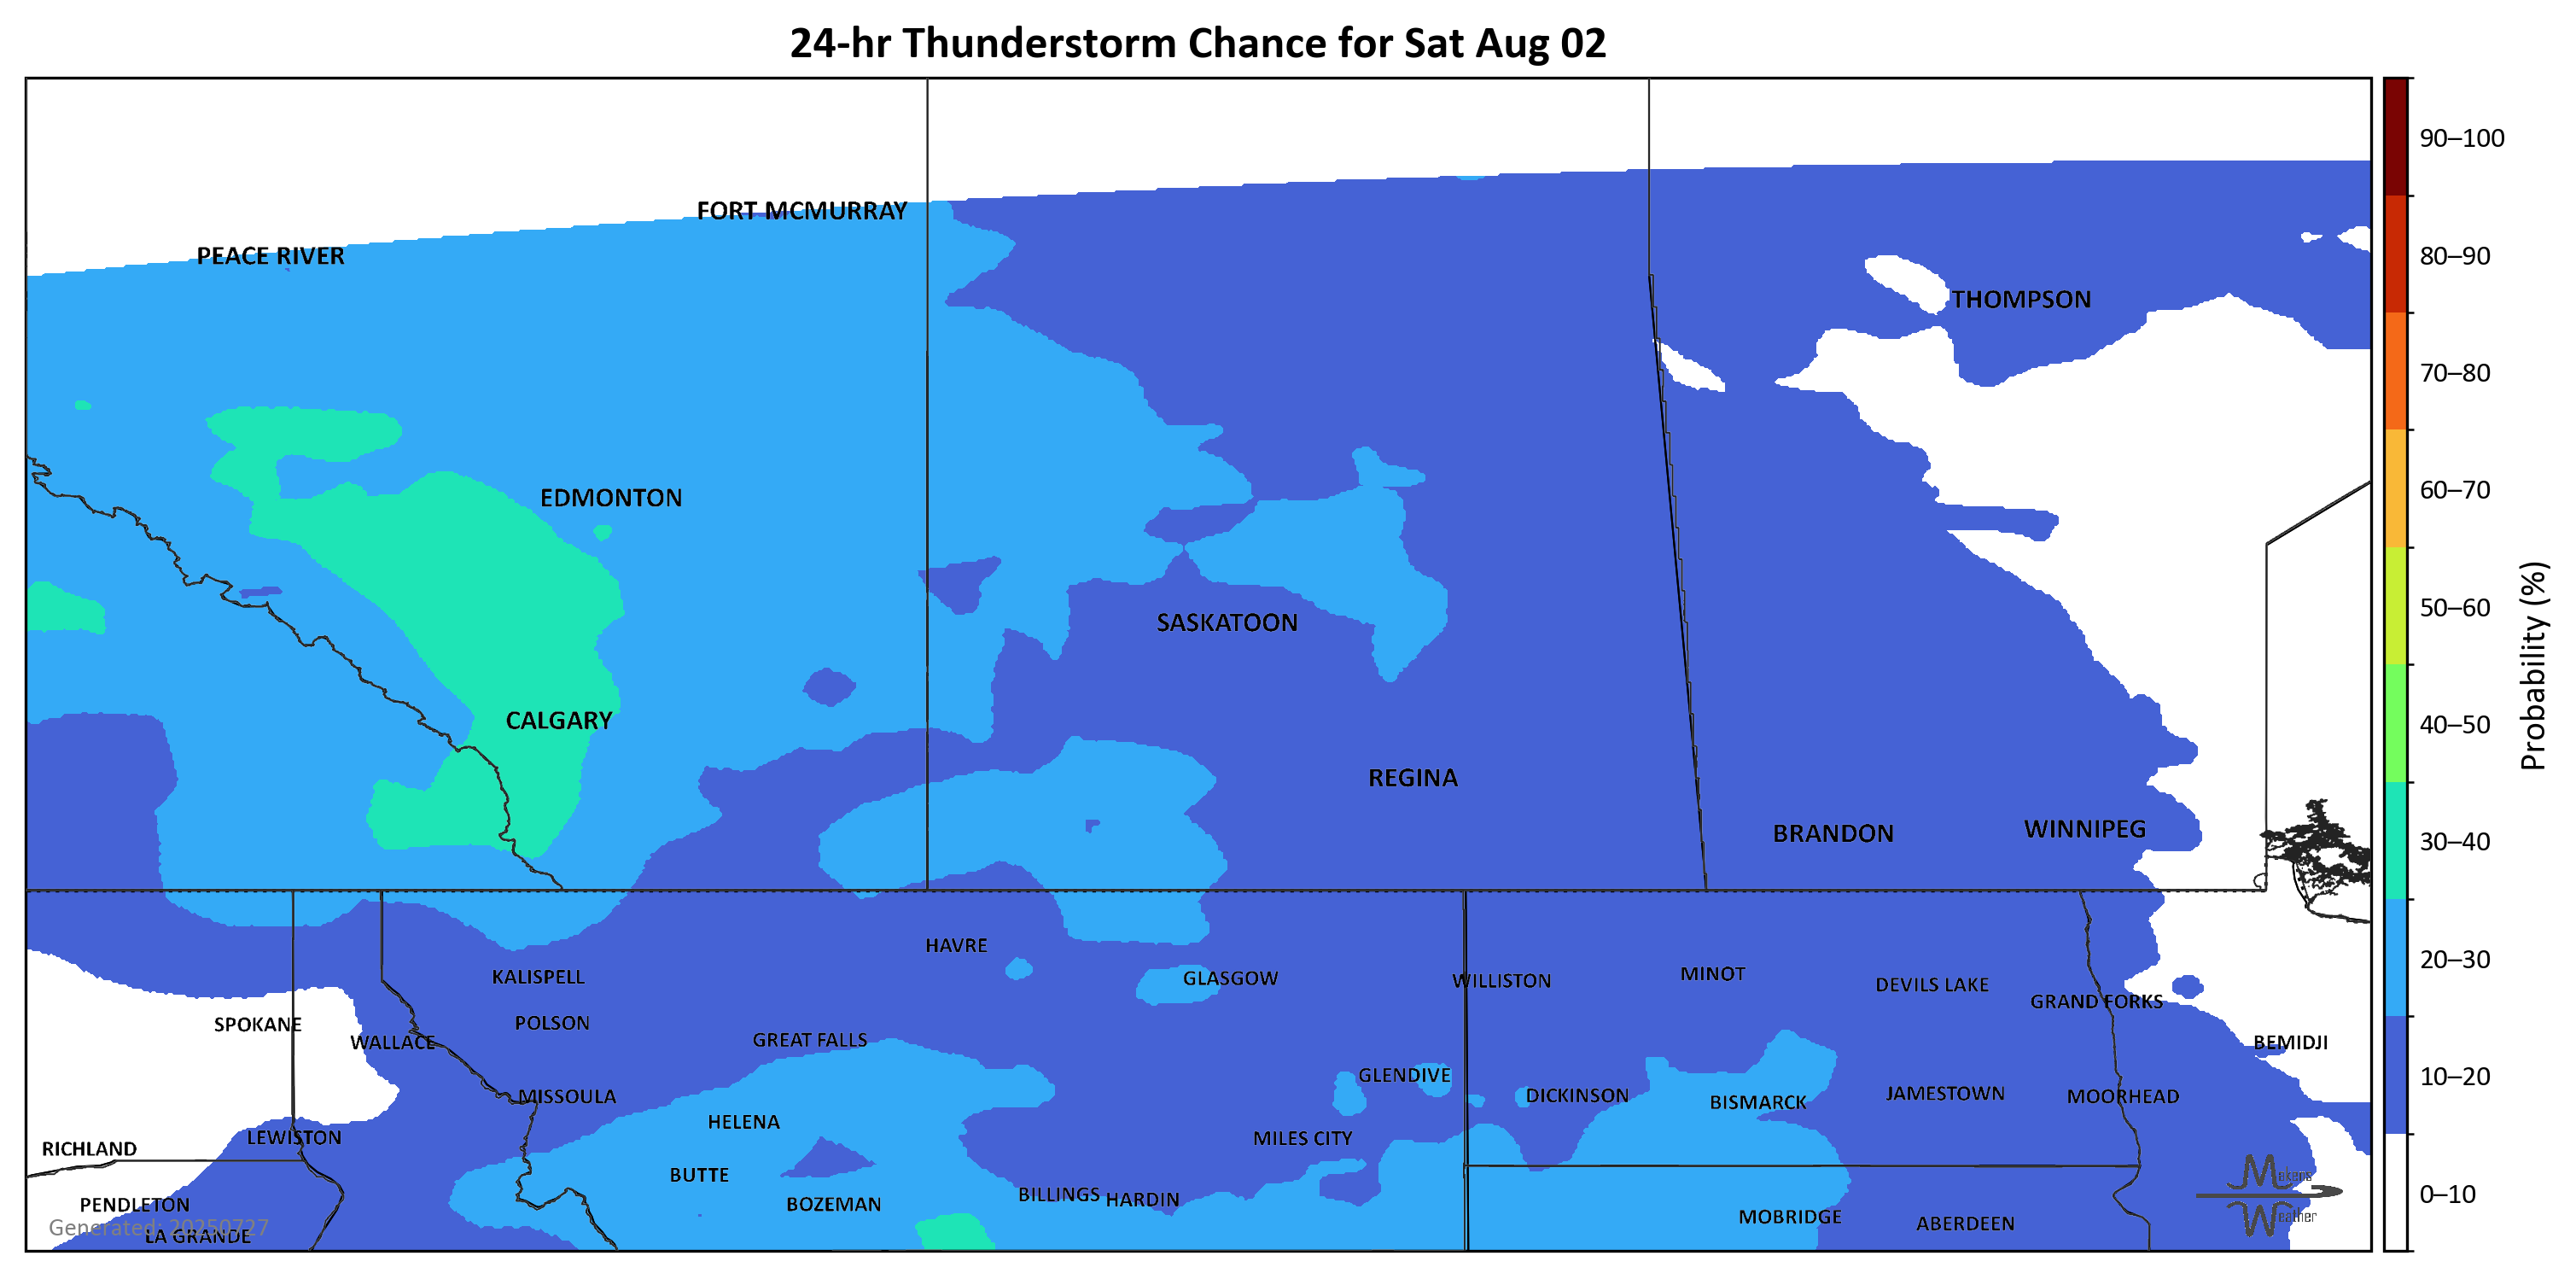 24-hr Thunderstorm Chance for Sat Aug 02
90–100
FORT MCMURRAY
PEACE RIVER
80–90
THOMPSON
70–80
60–70
EDMONTON
50–60
SASKATOON
Probability (%)
CALGARY
40–50
REGINA
BRANDON
WINNIPEG
30–40
HAVRE
20–30
KALISPELL
GLASGOW
WILLISTON
MINOT
DEVILS LAKE
GRAND FORKS
SPOKANE
POLSON
WALLACE
GREAT FALLS
BEMIDJI
GLENDIVE
10–20
MISSOULA
DICKINSON
BISMARCK
JAMESTOWN
MOORHEAD
HELENA
LEWISTON
MILES CITY
RICHLAND
BUTTE
Mekens
BILLINGS
HARDIN
0–10
PENDLETON
BOZEMAN
MOBRIDGE
Weather
ABERDEEN
Generated: 20250727
LA GRANDE